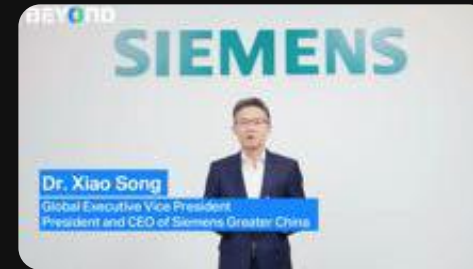 BEYOND
SIEMENS
Dr. Xiao Song
Global Executive Vice President
President and CEO of Siemens Greater China